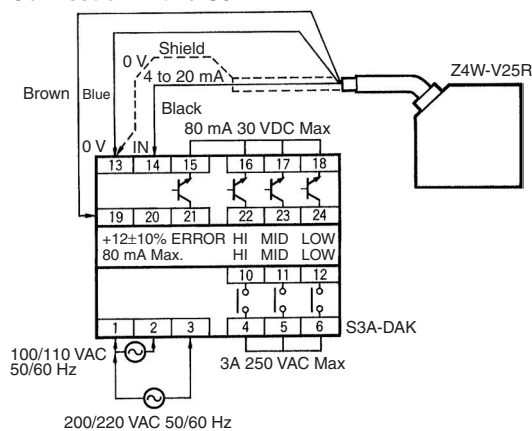 0 V
Shield
Z4W-V25R
4 to 20 mA
Brown
Blue
Black
0 V
IN
80 mA 30 VDC Max
13 14 15 16 17 18
19 20 21 22 23 24
+12±10% ERROR HI MID LOW
80 mA Max. HI MID LOW
10 11 12
1 2 3 4 5 6
S3A-DAK
100/110 VAC
50/60 Hz
3A 250 VAC Max
200/220 VAC 50/60 Hz